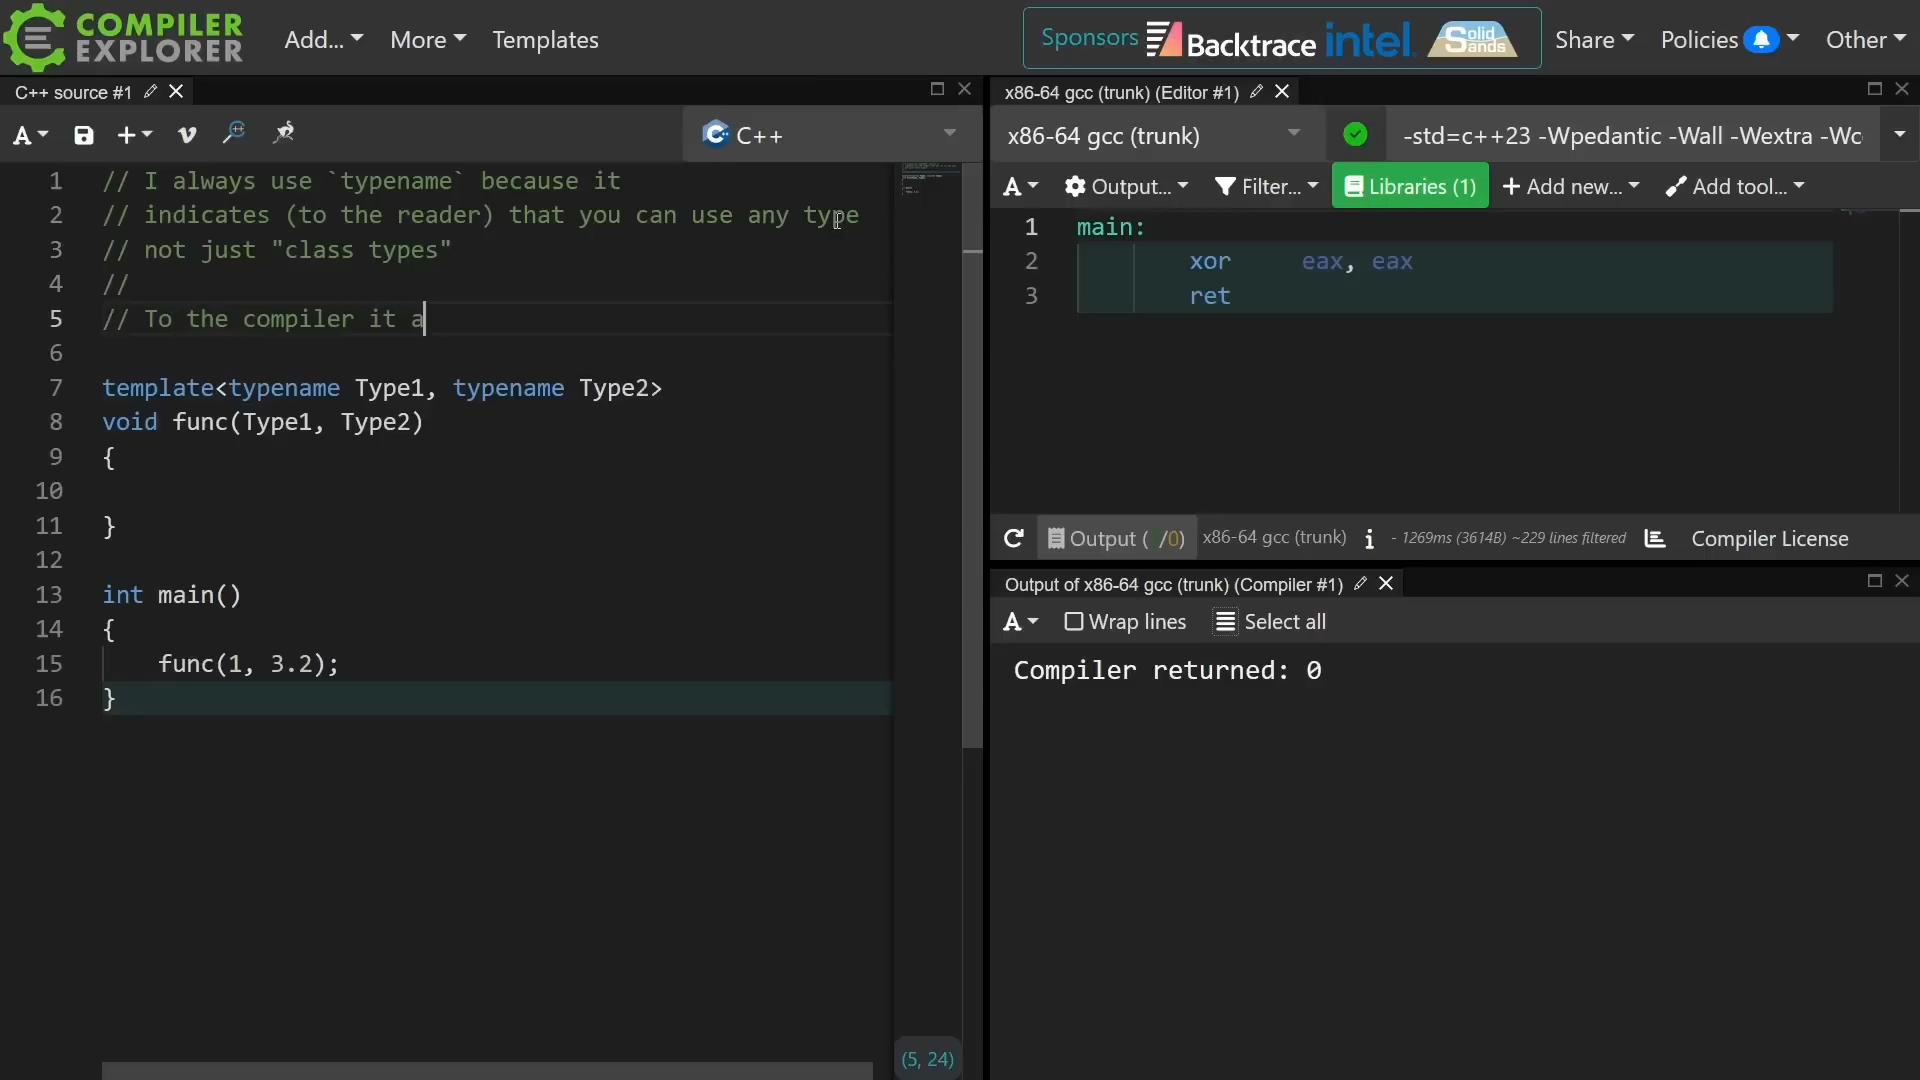 COMPILER
EXPLORER
Add...
More
Templates
Sponsors
Backtrace
intel
Solid
Sands
Share
Policies
Other
C++ source #1
C++
1 // I always use `typename` because it
2 // indicates (to the reader) that you can use any type
3 // not just "class types"
4 //
5 // To the compiler it a
6
7 template<typename Type1, typename Type2>
8 void func(Type1, Type2)
9 {
10
11 }
12
13 int main()
14 {
15 func(1, 3.2);
16 }
(5, 24)
x86-64 gcc (trunk) (Editor #1)
x86-64 gcc (trunk)
-std=c++23 -Wpedantic -Wall -Wextra -Wc
A
Output...
Filter...
Libraries (1)
+ Add new...
Add tool...
1 main:
2 xor eax, eax
3 ret
Output ( /0)
x86-64 gcc (trunk)
- 1269ms (3614B) ~229 lines filtered
Compiler License
Output of x86-64 gcc (trunk) (Compiler #1)
A
Wrap lines
Select all
Compiler returned: 0